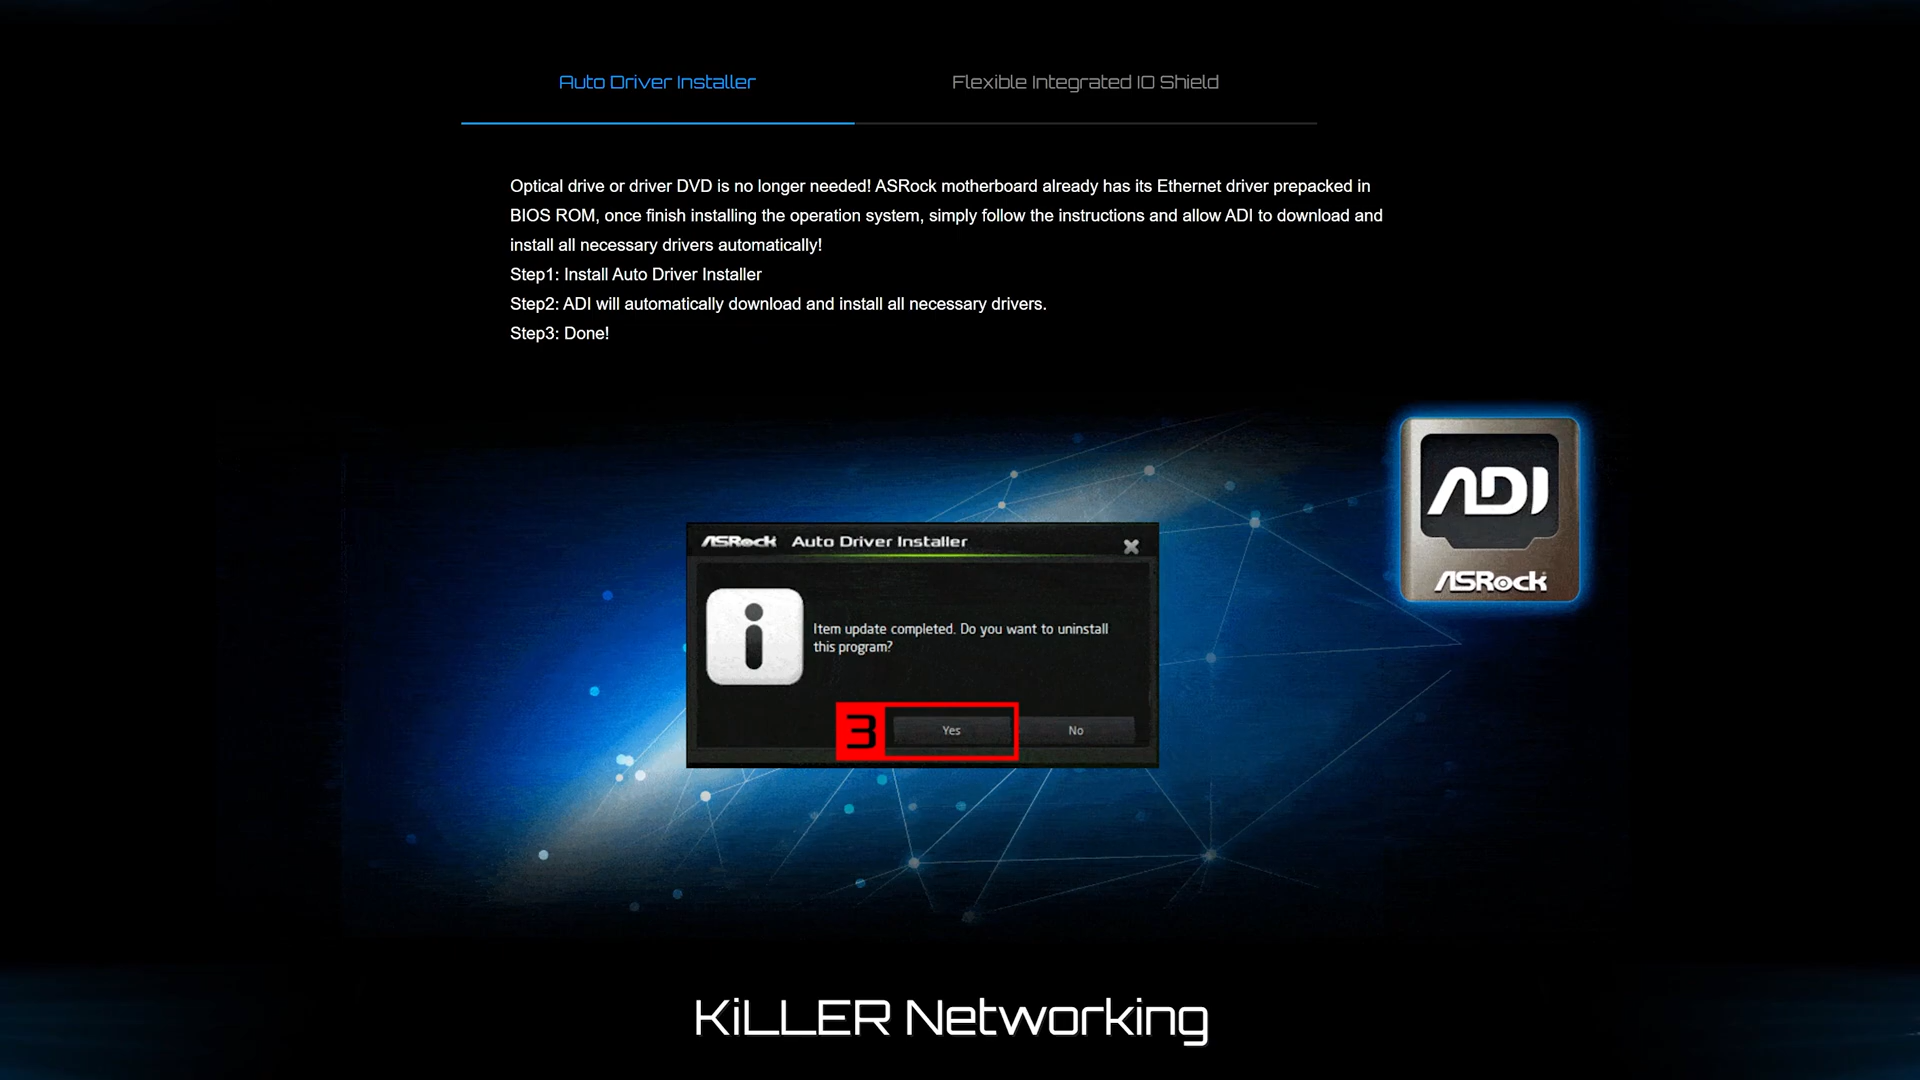 Auto Driver Installer
Flexible Integrated IO Shield
Optical drive or driver DVD is no longer needed! ASRock motherboard already has its Ethernet driver prepacked in
BIOS ROM, once finish installing the operation system, simply follow the instructions and allow ADI to download and
install all necessary drivers automatically!
Step1: Install Auto Driver Installer
Step2: ADI will automatically download and install all necessary drivers.
Step3: Done!
ADI
ASRock
ASRock Auto Driver Installer
Item update completed. Do you want to uninstall
this program?
3
Yes
No
KiLLER Networking